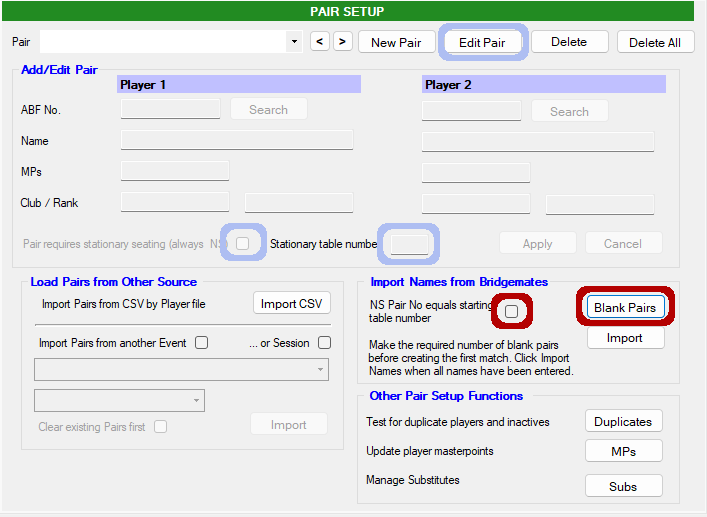 PAIR SETUP
Pair
<
>
New Pair
Edit Pair
Delete
Delete All
Add/Edit Pair
Player 1
Player 2
ABF No.
Search
Search
Name
MPs
Club / Rank
Pair requires stationary seating (always NS)
Stationary table number
Apply
Cancel
Load Pairs from Other Source
Import Pairs from CSV by Player file
Import CSV
Import Pairs from another Event
... or Session
Clear existing Pairs first
Import
Import Names from Bridgemates
NS Pair No equals starting
table number
Blank Pairs
Make the required number of blank pairs
before creating the first match. Click Import
Names when all names have been entered.
Import
Other Pair Setup Functions
Test for duplicate players and inactives
Duplicates
Update player masterpoints
MPs
Manage Substitutes
Subs